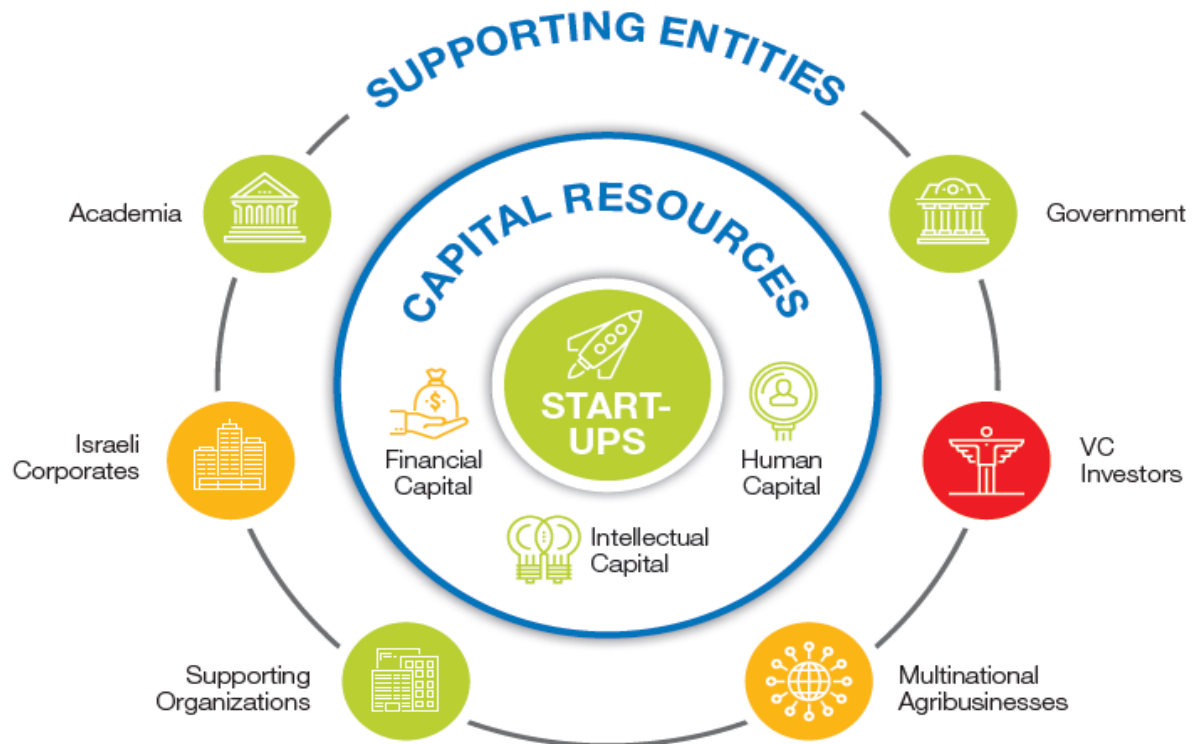 SUPPORTING ENTITIES
Academia
Government
CAPITAL RESOURCES
START-
UPS
Financial
Capital
Human
Capital
Intellectual
Capital
Israeli
Corporates
VC
Investors
Supporting
Organizations
Multinational
Agribusinesses